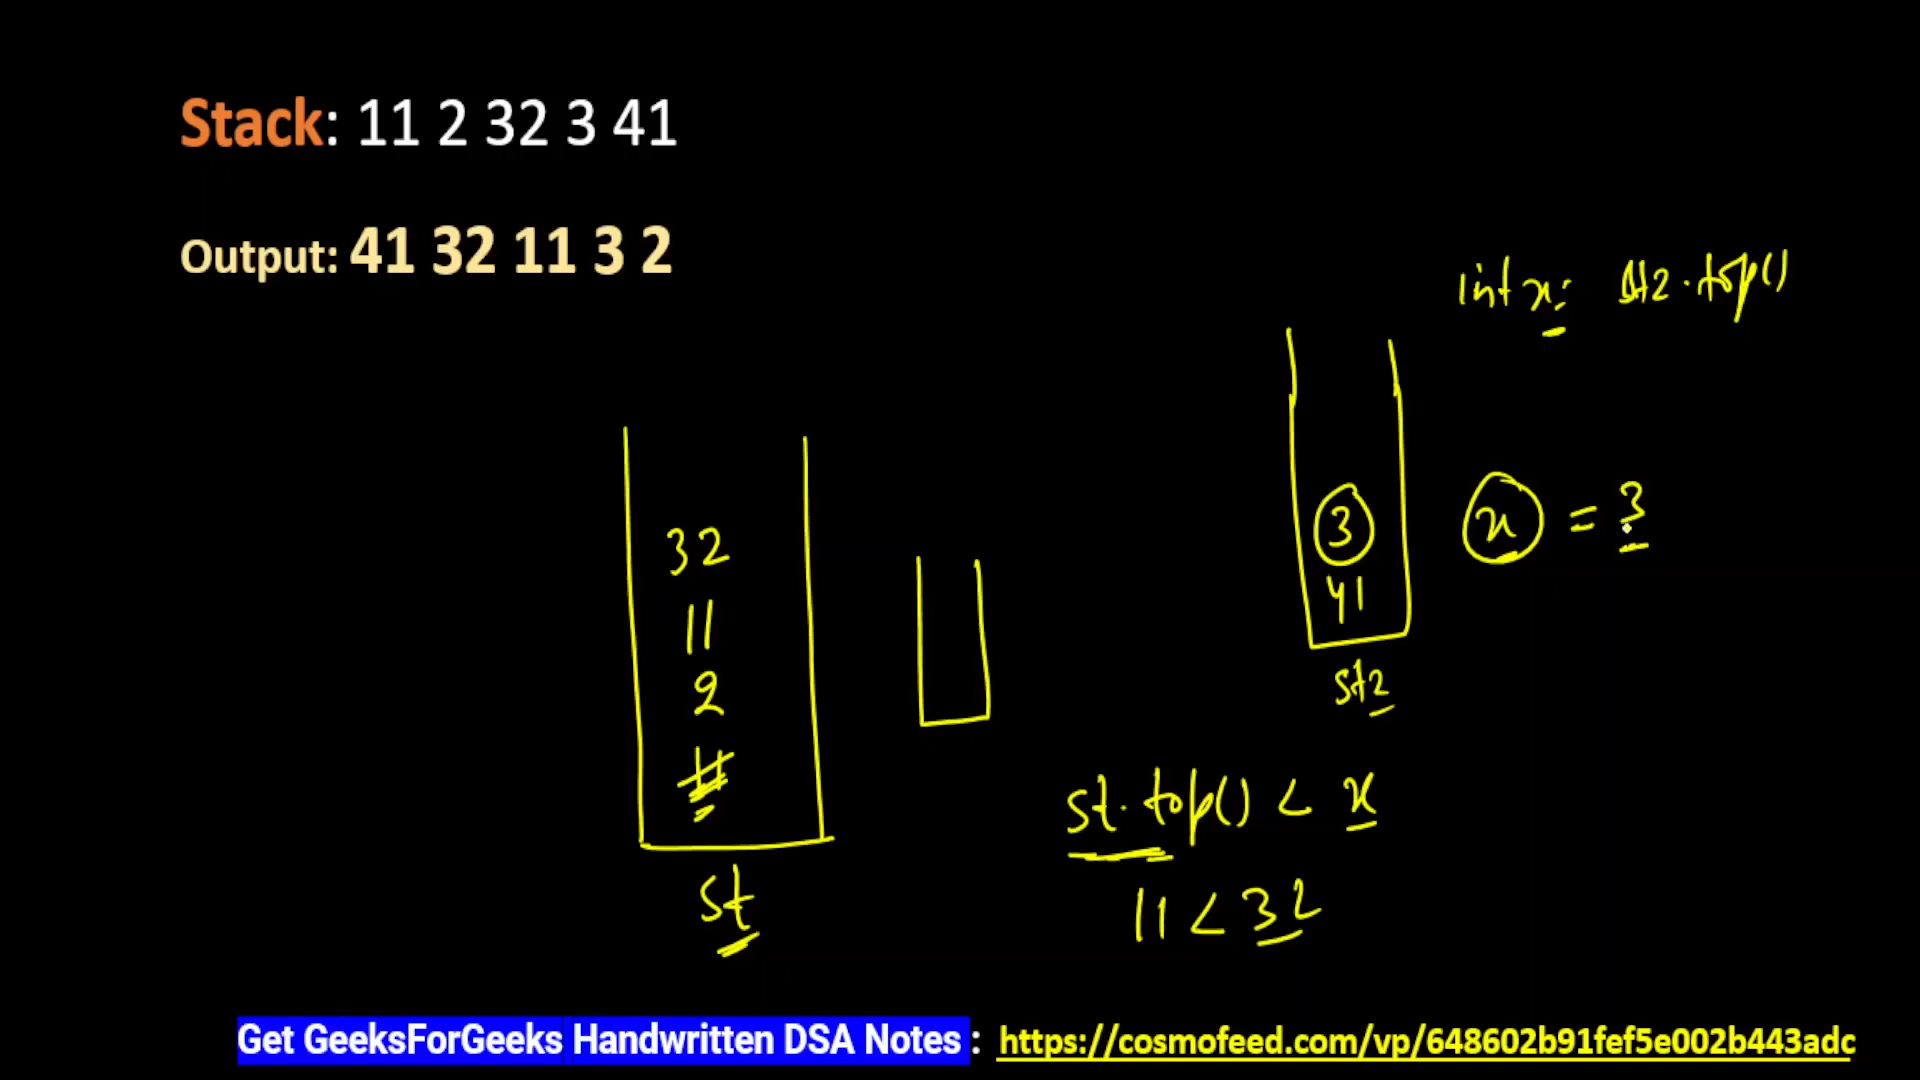 Stack: 11 2 32 3 41
Output: 41 32 11 3 2
int x = st2.top()
3
41
st2
x = 3
32
11
2
st
st.top() < x
11 < 32
Get GeeksForGeeks Handwritten DSA Notes : https://cosmofeed.com/vp/648602b91fef5e002b443adc